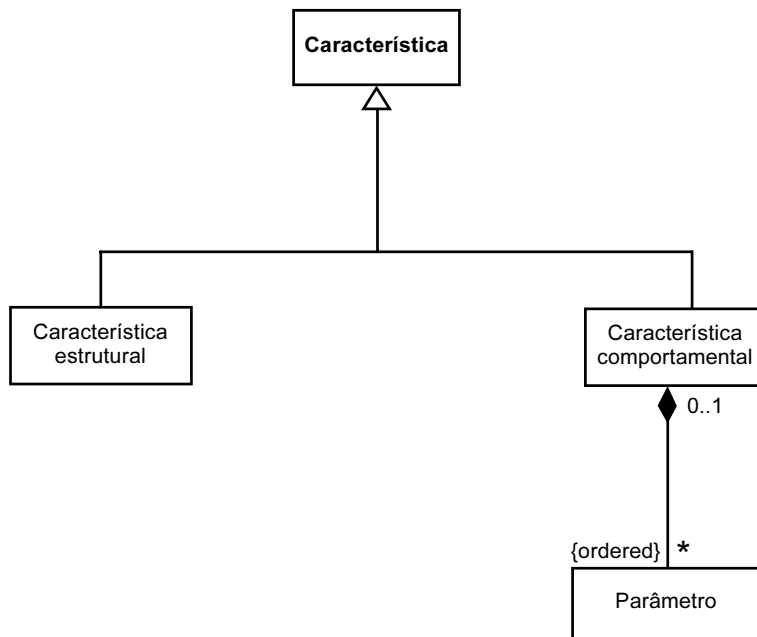 Característica
Característica
estrutural
Característica
comportamental
0..1
{ordered} *
Parâmetro